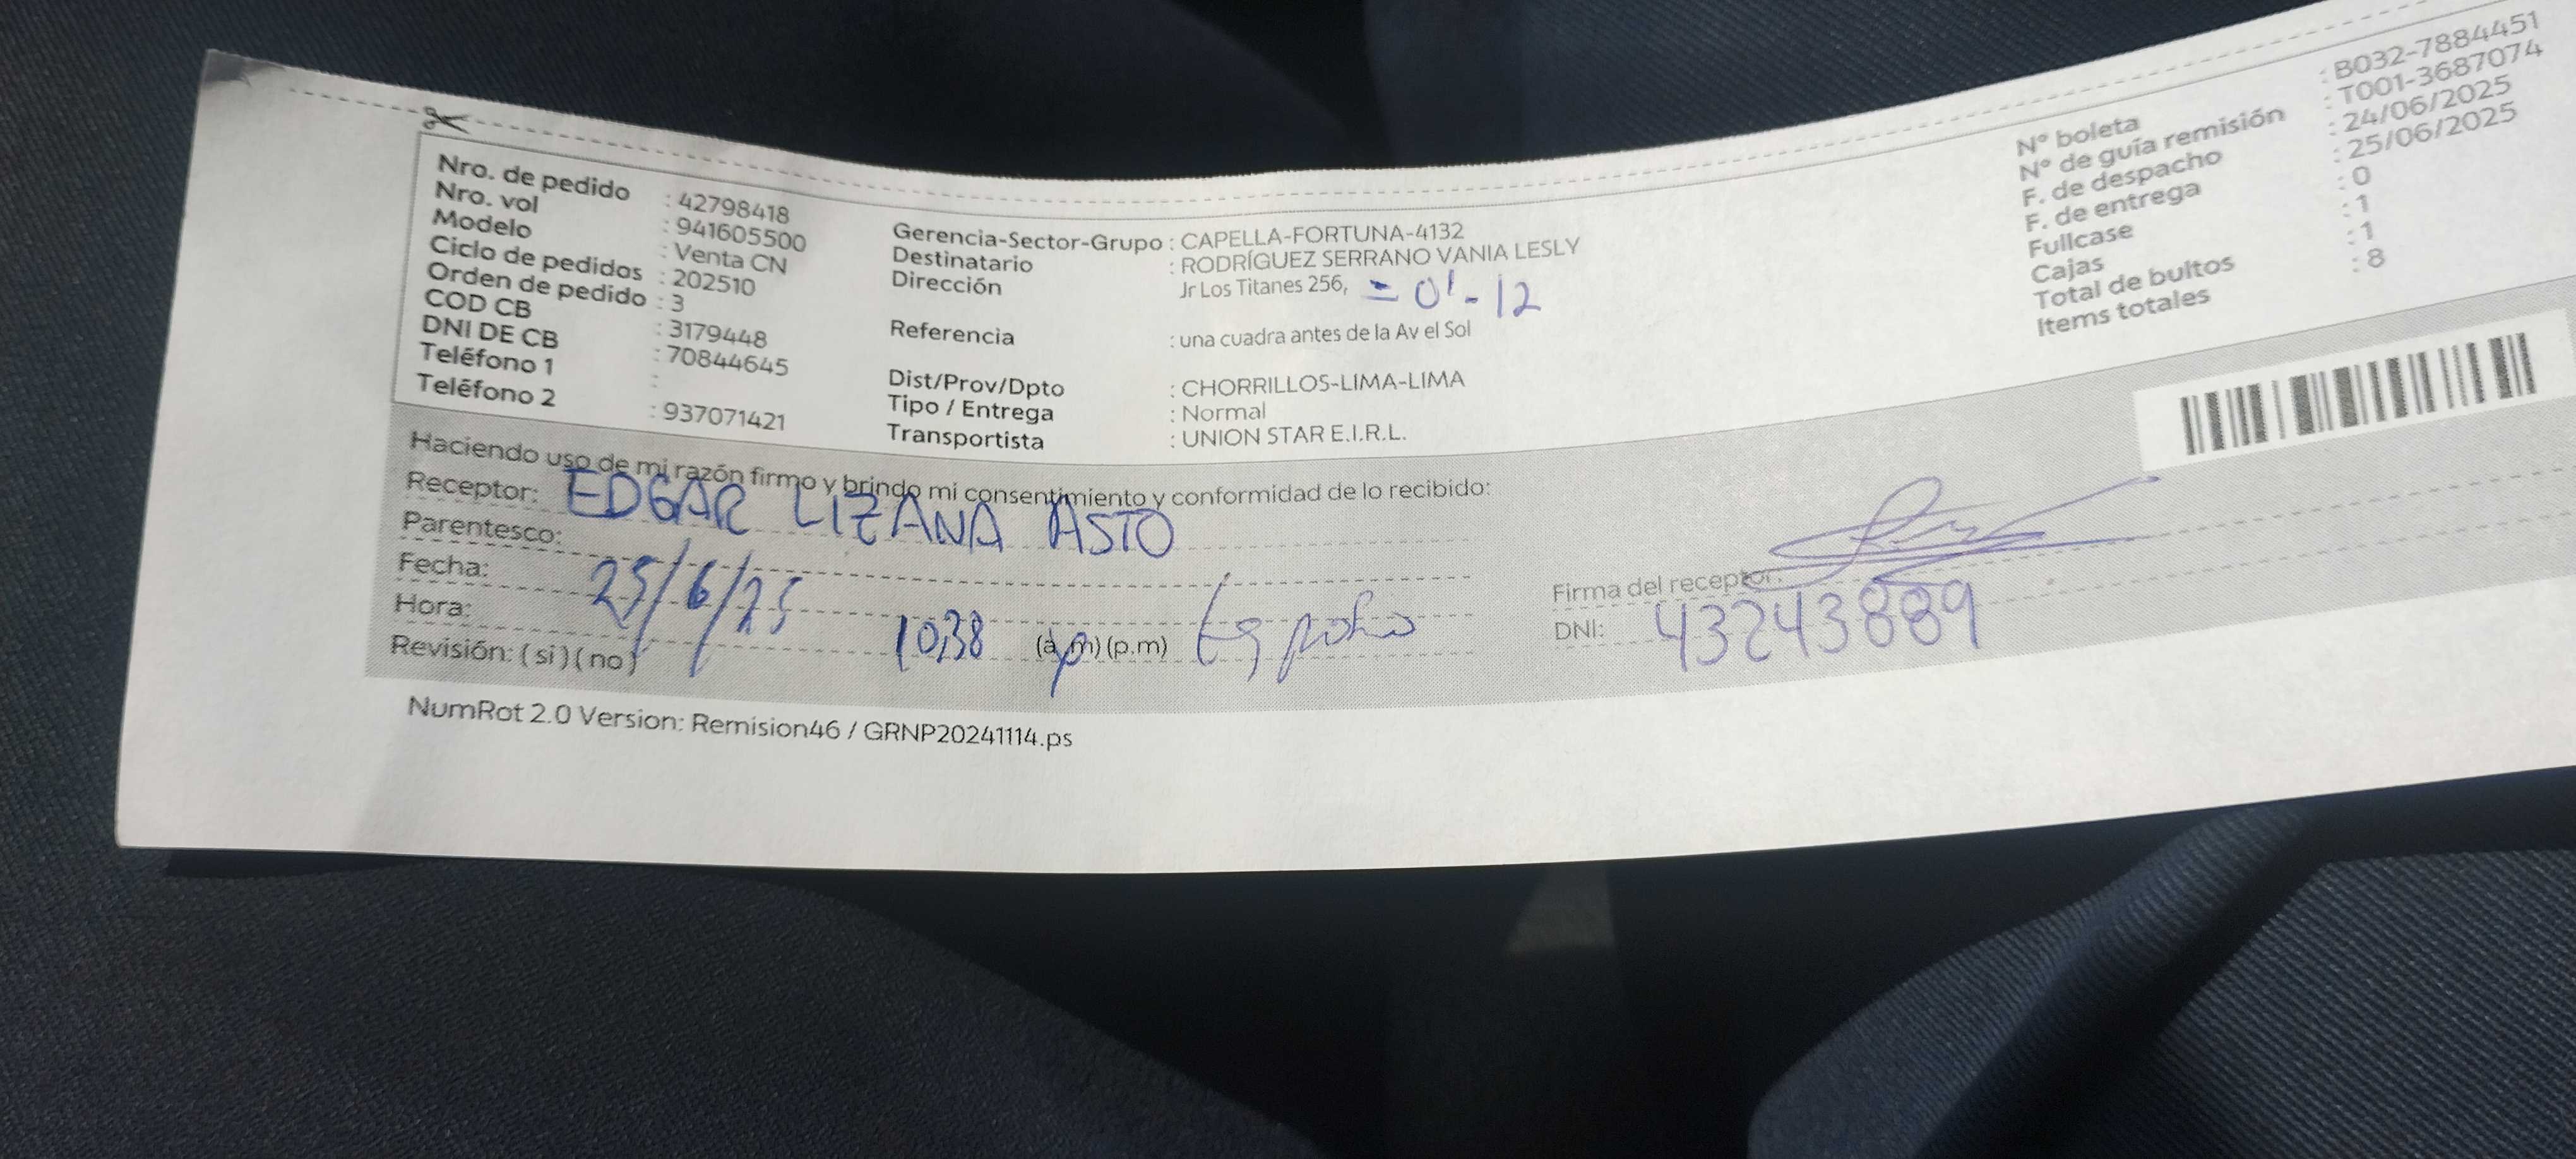 Nro. de pedido : 42798418
Nro. vol : 941605500
Modelo : Venta CN
Ciclo de pedidos : 202510
Orden de pedido : 3
COD CB : 3179448
DNI DE CB : 70844645
Teléfono 1 :
Teléfono 2 : 937071421
Gerencia-Sector-Grupo : CAPELLA-FORTUNA-4132
Destinatario : RODRÍGUEZ SERRANO VANIA LESLY
Dirección Jr Los Titanes 256, = 01-12
Referencia : una cuadra antes de la Av el Sol
Dist/Prov/Dpto : CHORRILLOS-LIMA-LIMA
Tipo / Entrega : Normal
Transportista : UNION STAR E.I.R.L.
N° boleta : B032-7884451
N° de guía remisión : T001-3687074
F. de despacho : 24/06/2025
F. de entrega : 25/06/2025
Fullcase : 0
Cajas : 1
Total de bultos : 1
Items totales : 8
Haciendo uso de mi razón firmo y brindo mi consentimiento y conformidad de lo recibido:
Receptor: EDGAR LIZANA ASTO
Parentesco:
Fecha: 25/6/25
Hora: 10:38 (a.m) (p.m) Esposo
Revisión: (si) (no)
Firma del receptor:
DNI: 43243889
NumRot 2.0 Version: Remision46 / GRNP20241114.ps